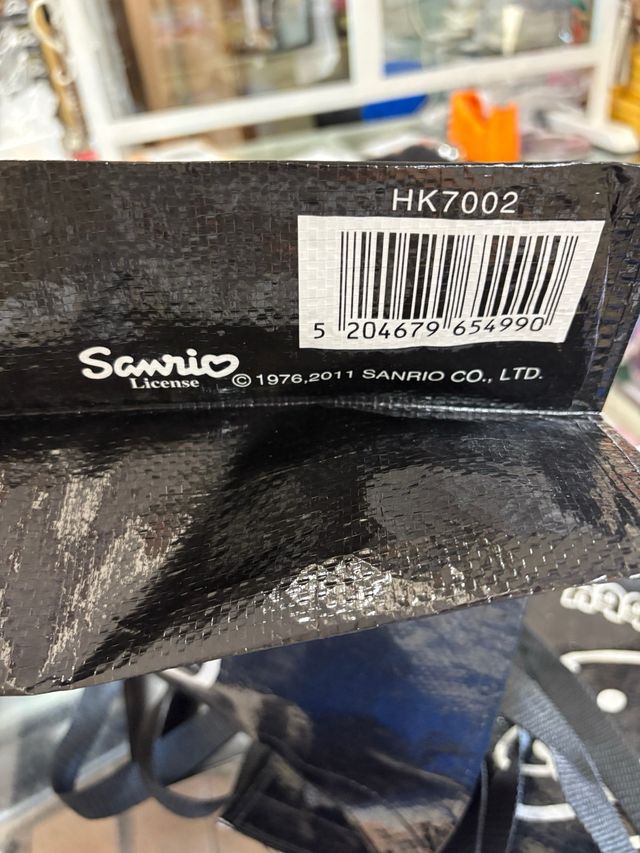 HK7002
5 204679 654990
Sanrio
License
© 1976,2011 SANRIO CO., LTD.